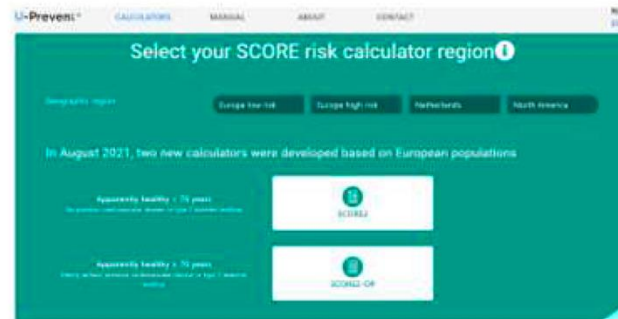 U-Prevent
CALCULATORS MANUAL ABOUT CONTACT
Select your SCORE risk calculator region
Geographic region
Europe low risk Europe high risk Netherlands North America
In August 2021, two new calculators were developed based on European populations
Apparently healthy < 70 years
SCORE2
Apparently healthy > 70 years
SCORE2-OP